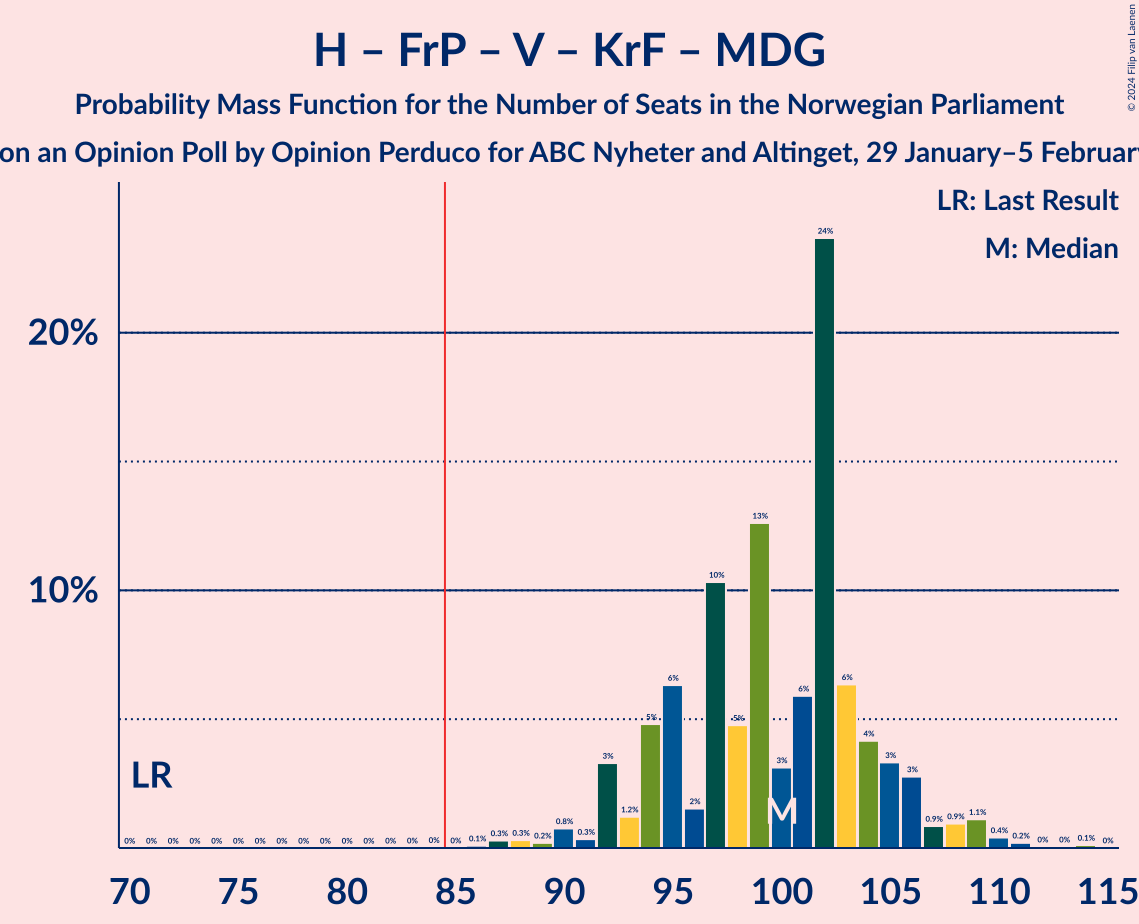 H – FrP – V – KrF – MDG
Probability Mass Function for the Number of Seats in the Norwegian Parliament
on an Opinion Poll by Opinion Perduco for ABC Nyheter and Altinget, 29 January–5 February
© 2024 Filip van Laenen
LR: Last Result
M: Median
20%
10%
LR
M
0% 0% 0% 0% 0% 0% 0% 0% 0% 0% 0% 0% 0% 0% 0% 0% 0.1% 0.3% 0.3% 0.2% 0.8% 0.3% 3% 1.2% 5% 6% 2% 10% 5% 13% 3% 6% 24% 6% 4% 3% 3% 0.9% 0.9% 1.1% 0.4% 0.2% 0% 0% 0.1% 0%
70 75 80 85 90 95 100 105 110 115